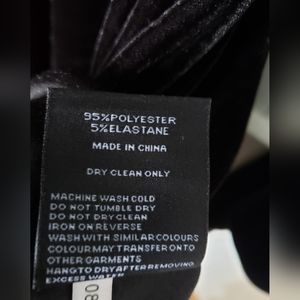 95%POLYESTER
5%ELASTANE
MADE IN CHINA
DRY CLEAN ONLY
MACHINE WASH COLD
DO NOT TUMBLE DRY
DO NOT DRY CLEAN
IRON ON REVERSE
WASH WITH SIMILAR COLOURS
COLOUR MAY TRANSFER ONTO
OTHER GARMENTS
HANG TO DRY AFTER REMOVING
EXCESS WATER